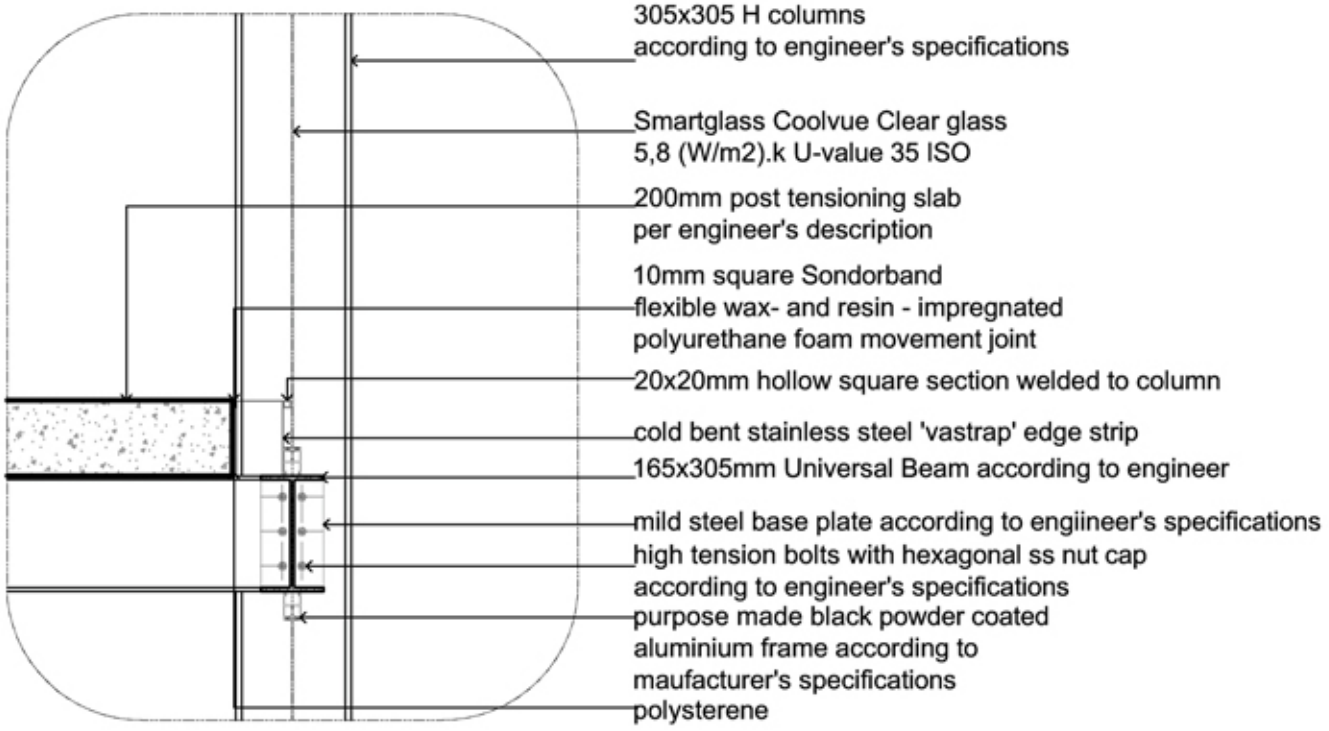 305x305 H columns
according to engineer's specifications
Smartglass Coolvue Clear glass
5,8 (W/m2).k U-value 35 ISO
200mm post tensioning slab
per engineer's description
10mm square Sondorband
flexible wax- and resin - impregnated
polyurethane foam movement joint
20x20mm hollow square section welded to column
cold bent stainless steel 'vastrap' edge strip
165x305mm Universal Beam according to engineer
mild steel base plate according to engiineer's specifications
high tension bolts with hexagonal ss nut cap
according to engineer's specifications
purpose made black powder coated
aluminium frame according to
maufacturer's specifications
polysterene